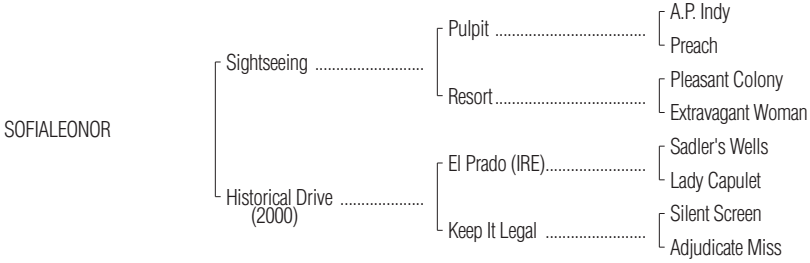 A.P. Indy
Pulpit ....................................
Preach
Sightseeing ..........................
Pleasant Colony
Resort....................................
Extravagant Woman
SOFIALEONOR
Sadler's Wells
El Prado (IRE)........................
Lady Capulet
Historical Drive ....................
(2000)
Silent Screen
Keep It Legal ........................
Adjudicate Miss